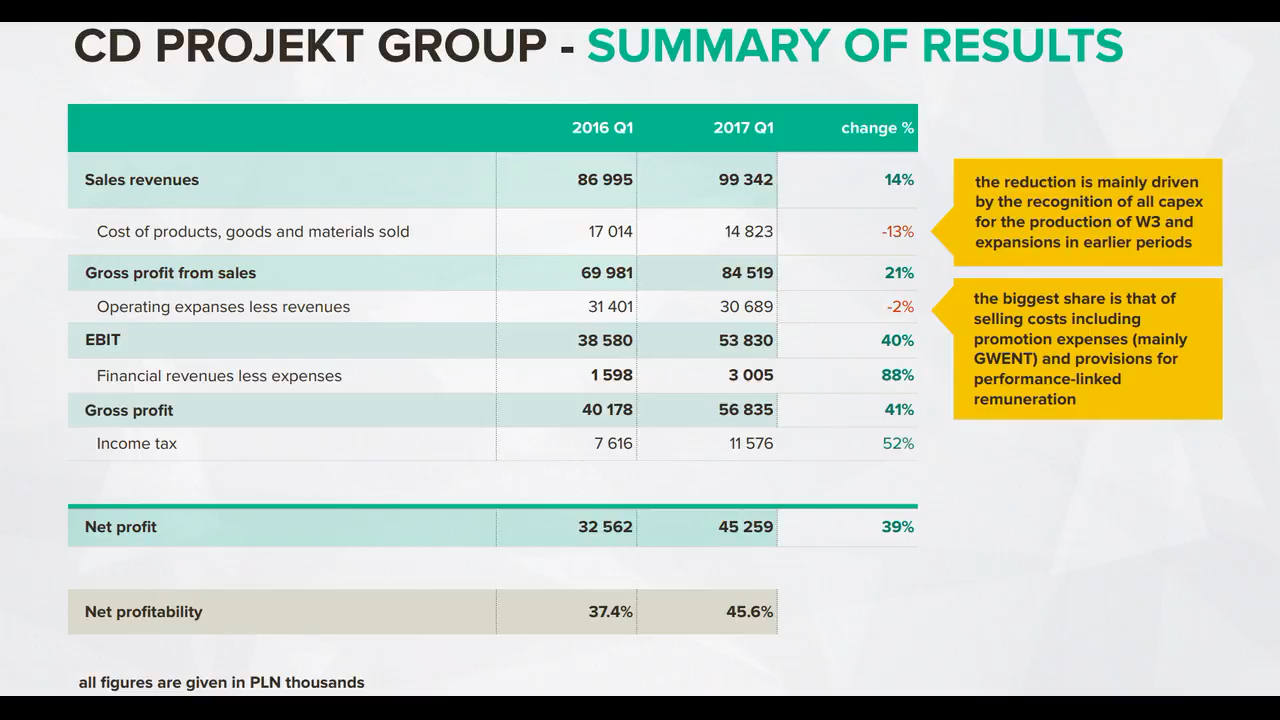 CD PROJEKT GROUP - SUMMARY OF RESULTS
2016 Q1 2017 Q1 change %
Sales revenues 86 995 99 342 14%
Cost of products, goods and materials sold 17 014 14 823 -13%
Gross profit from sales 69 981 84 519 21%
Operating expanses less revenues 31 401 30 689 -2%
EBIT 38 580 53 830 40%
Financial revenues less expenses 1 598 3 005 88%
Gross profit 40 178 56 835 41%
Income tax 7 616 11 576 52%
Net profit 32 562 45 259 39%
Net profitability 37.4% 45.6%
the reduction is mainly driven
by the recognition of all capex
for the production of W3 and
expansions in earlier periods
the biggest share is that of
selling costs including
promotion expenses (mainly
GWENT) and provisions for
performance-linked
remuneration
all figures are given in PLN thousands